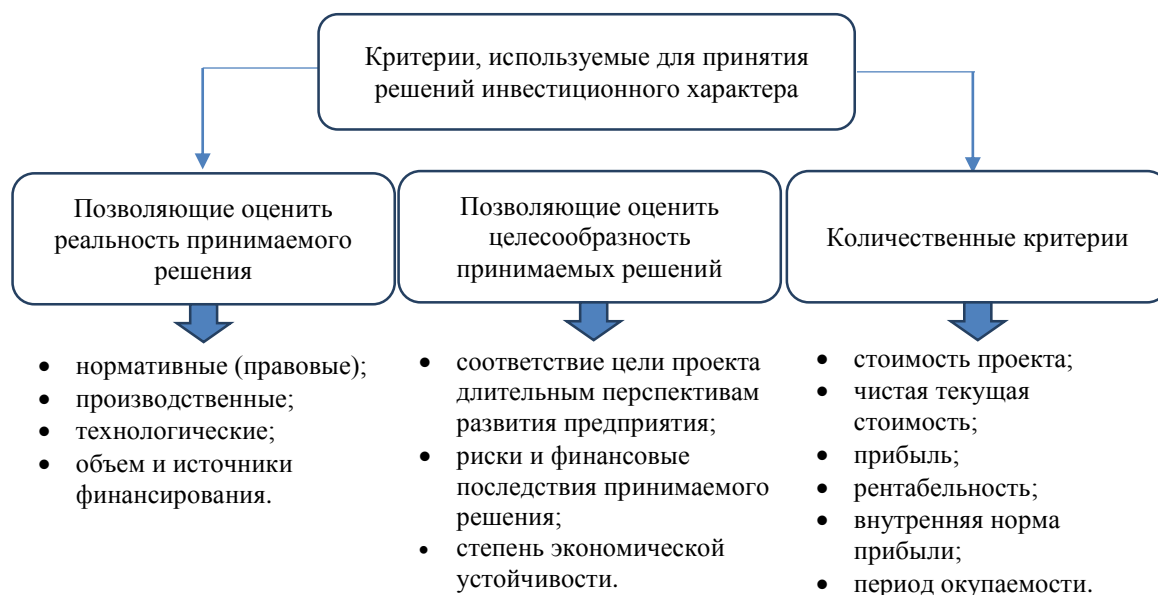 Критерии, используемые для принятия
решений инвестиционного характера
Позволяющие оценить
реальность принимаемого
решения
Позволяющие оценить
целесообразность
принимаемых решений
Количественные критерии
• нормативные (правовые);
• производственные;
• технологические;
• объем и источники
финансирования.
• соответствие цели проекта
длительным перспективам
развития предприятия;
• риски и финансовые
последствия принимаемого
решения;
• степень экономической
устойчивости.
• стоимость проекта;
• чистая текущая
стоимость;
• прибыль;
• рентабельность;
• внутренняя норма
прибыли;
• период окупаемости.